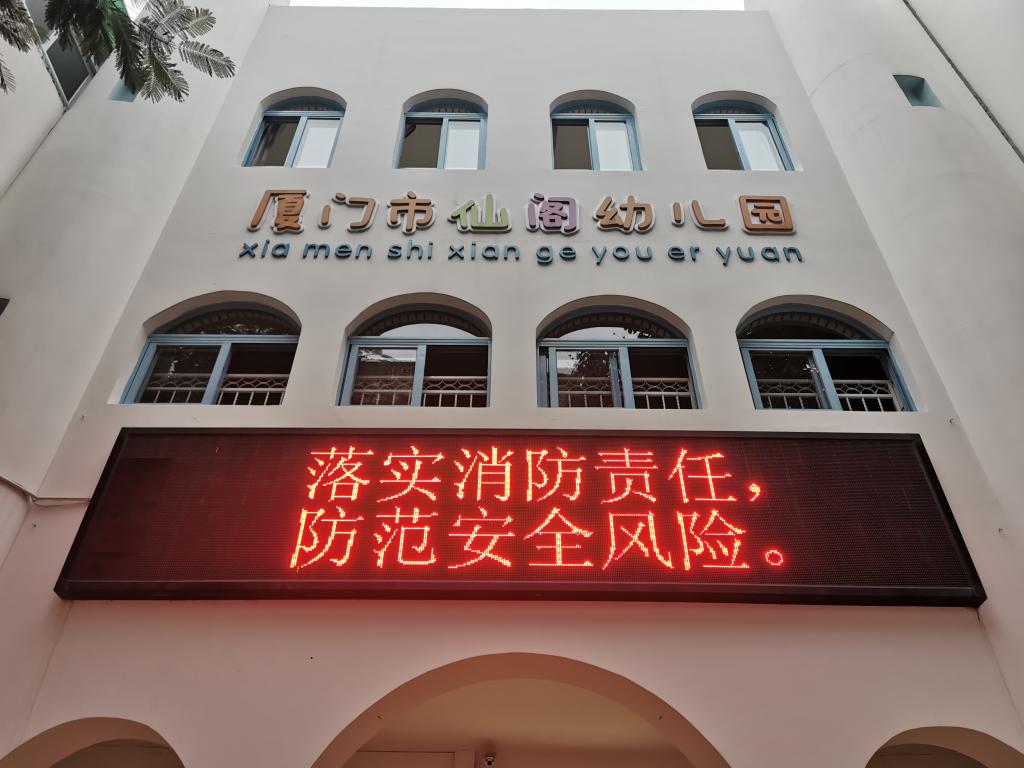 厦门市仙阁幼儿园
xia men shi xian ge you er yuan
落实消防责任，
防范安全风险。